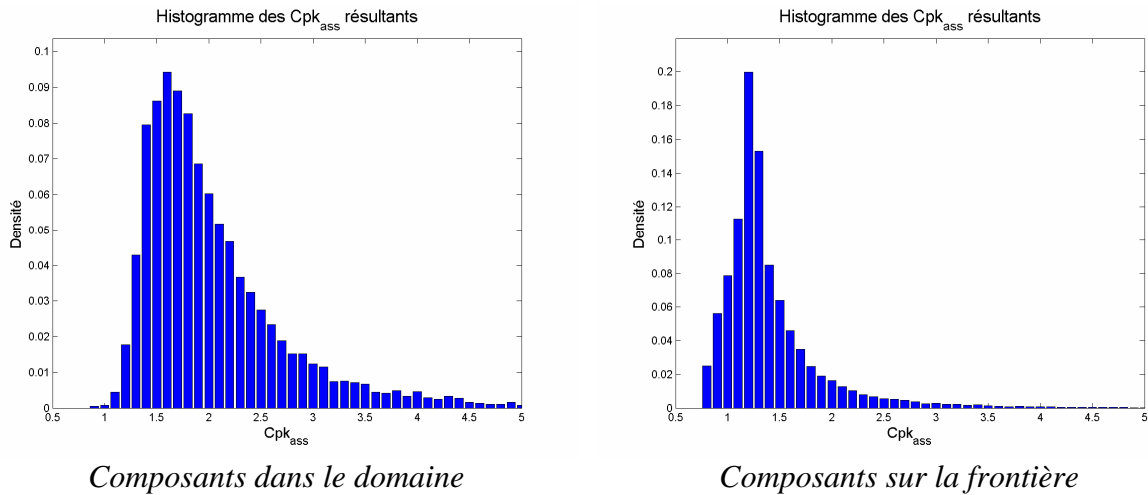 Histogramme des Cpk_ass résultants
0.1
0.09
0.08
0.07
0.06
0.05
0.04
0.03
0.02
0.01
0
Densité
0.5 1 1.5 2 2.5 3 3.5 4 4.5 5
Cpk_ass
Composants dans le domaine
Histogramme des Cpk_ass résultants
0.2
0.18
0.16
0.14
0.12
0.1
0.08
0.06
0.04
0.02
0
Densité
0.5 1 1.5 2 2.5 3 3.5 4 4.5 5
Cpk_ass
Composants sur la frontière